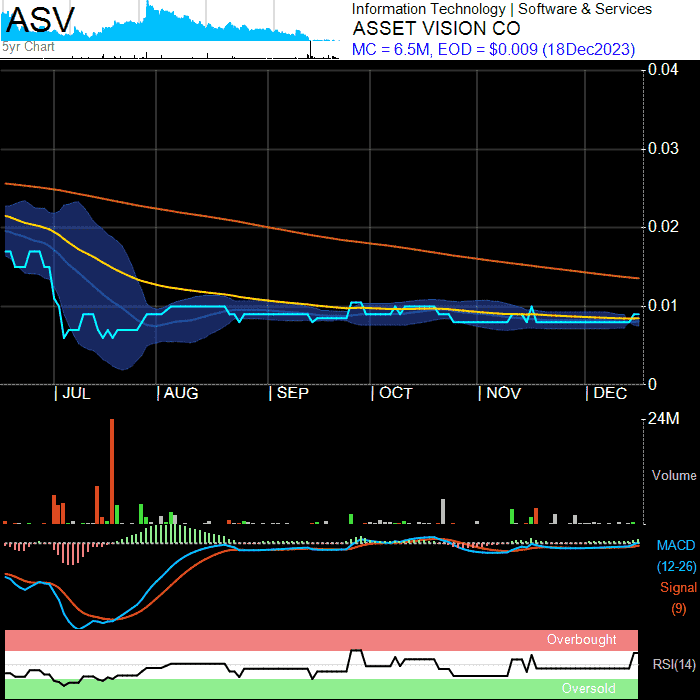 ASV
5yr Chart
Information Technology | Software & Services
ASSET VISION CO
MC = 6.5M, EOD = $0.009 (18Dec2023)
0.04
0.03
0.02
0.01
0
| JUL | AUG | SEP | OCT | NOV | DEC
24M
Volume
MACD
(12-26)
Signal
(9)
Overbought
RSI(14)
Oversold